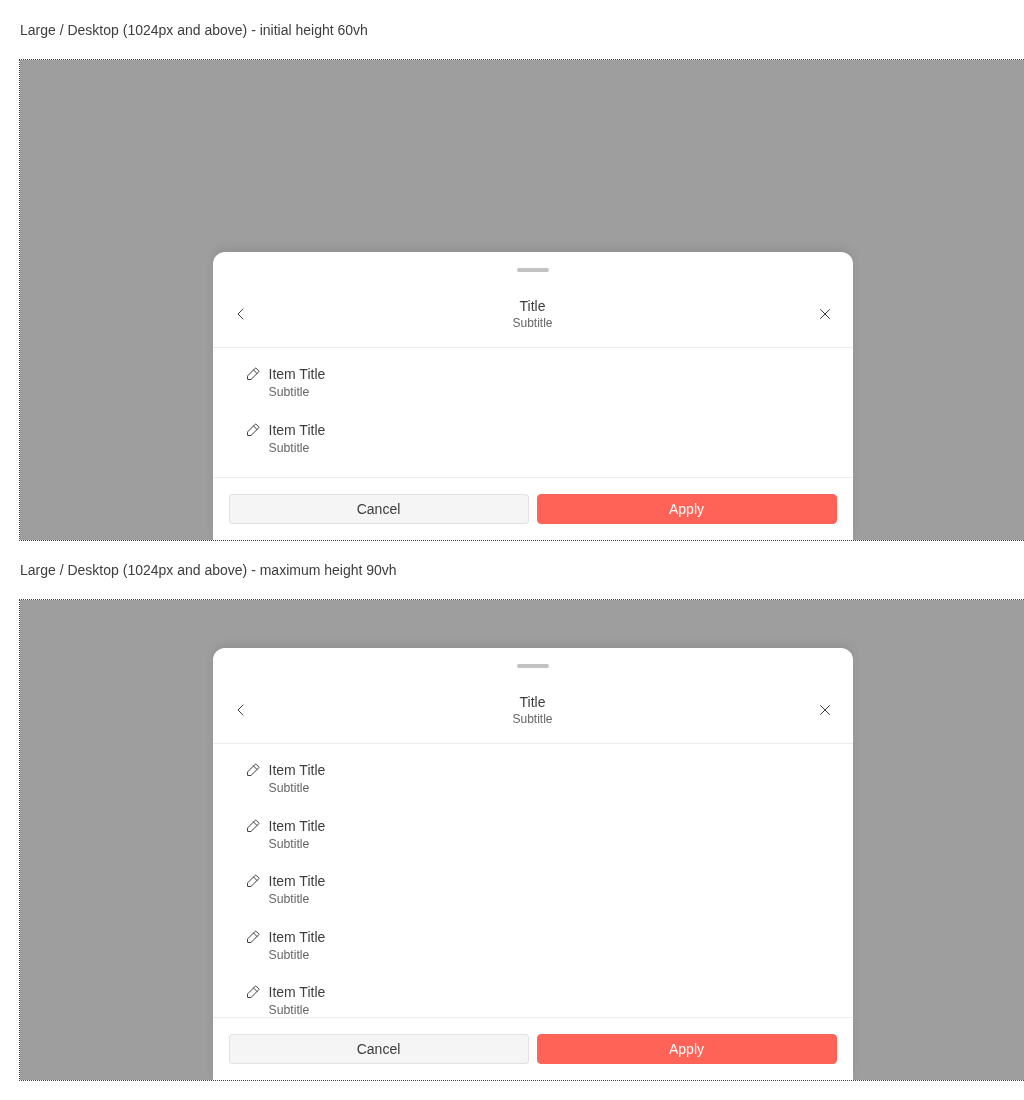 Large / Desktop (1024px and above) - initial height 60vh
Title
Subtitle
Item Title
Subtitle
Item Title
Subtitle
Cancel
Apply
Large / Desktop (1024px and above) - maximum height 90vh
Title
Subtitle
Item Title
Subtitle
Item Title
Subtitle
Item Title
Subtitle
Item Title
Subtitle
Item Title
Subtitle
Cancel
Apply